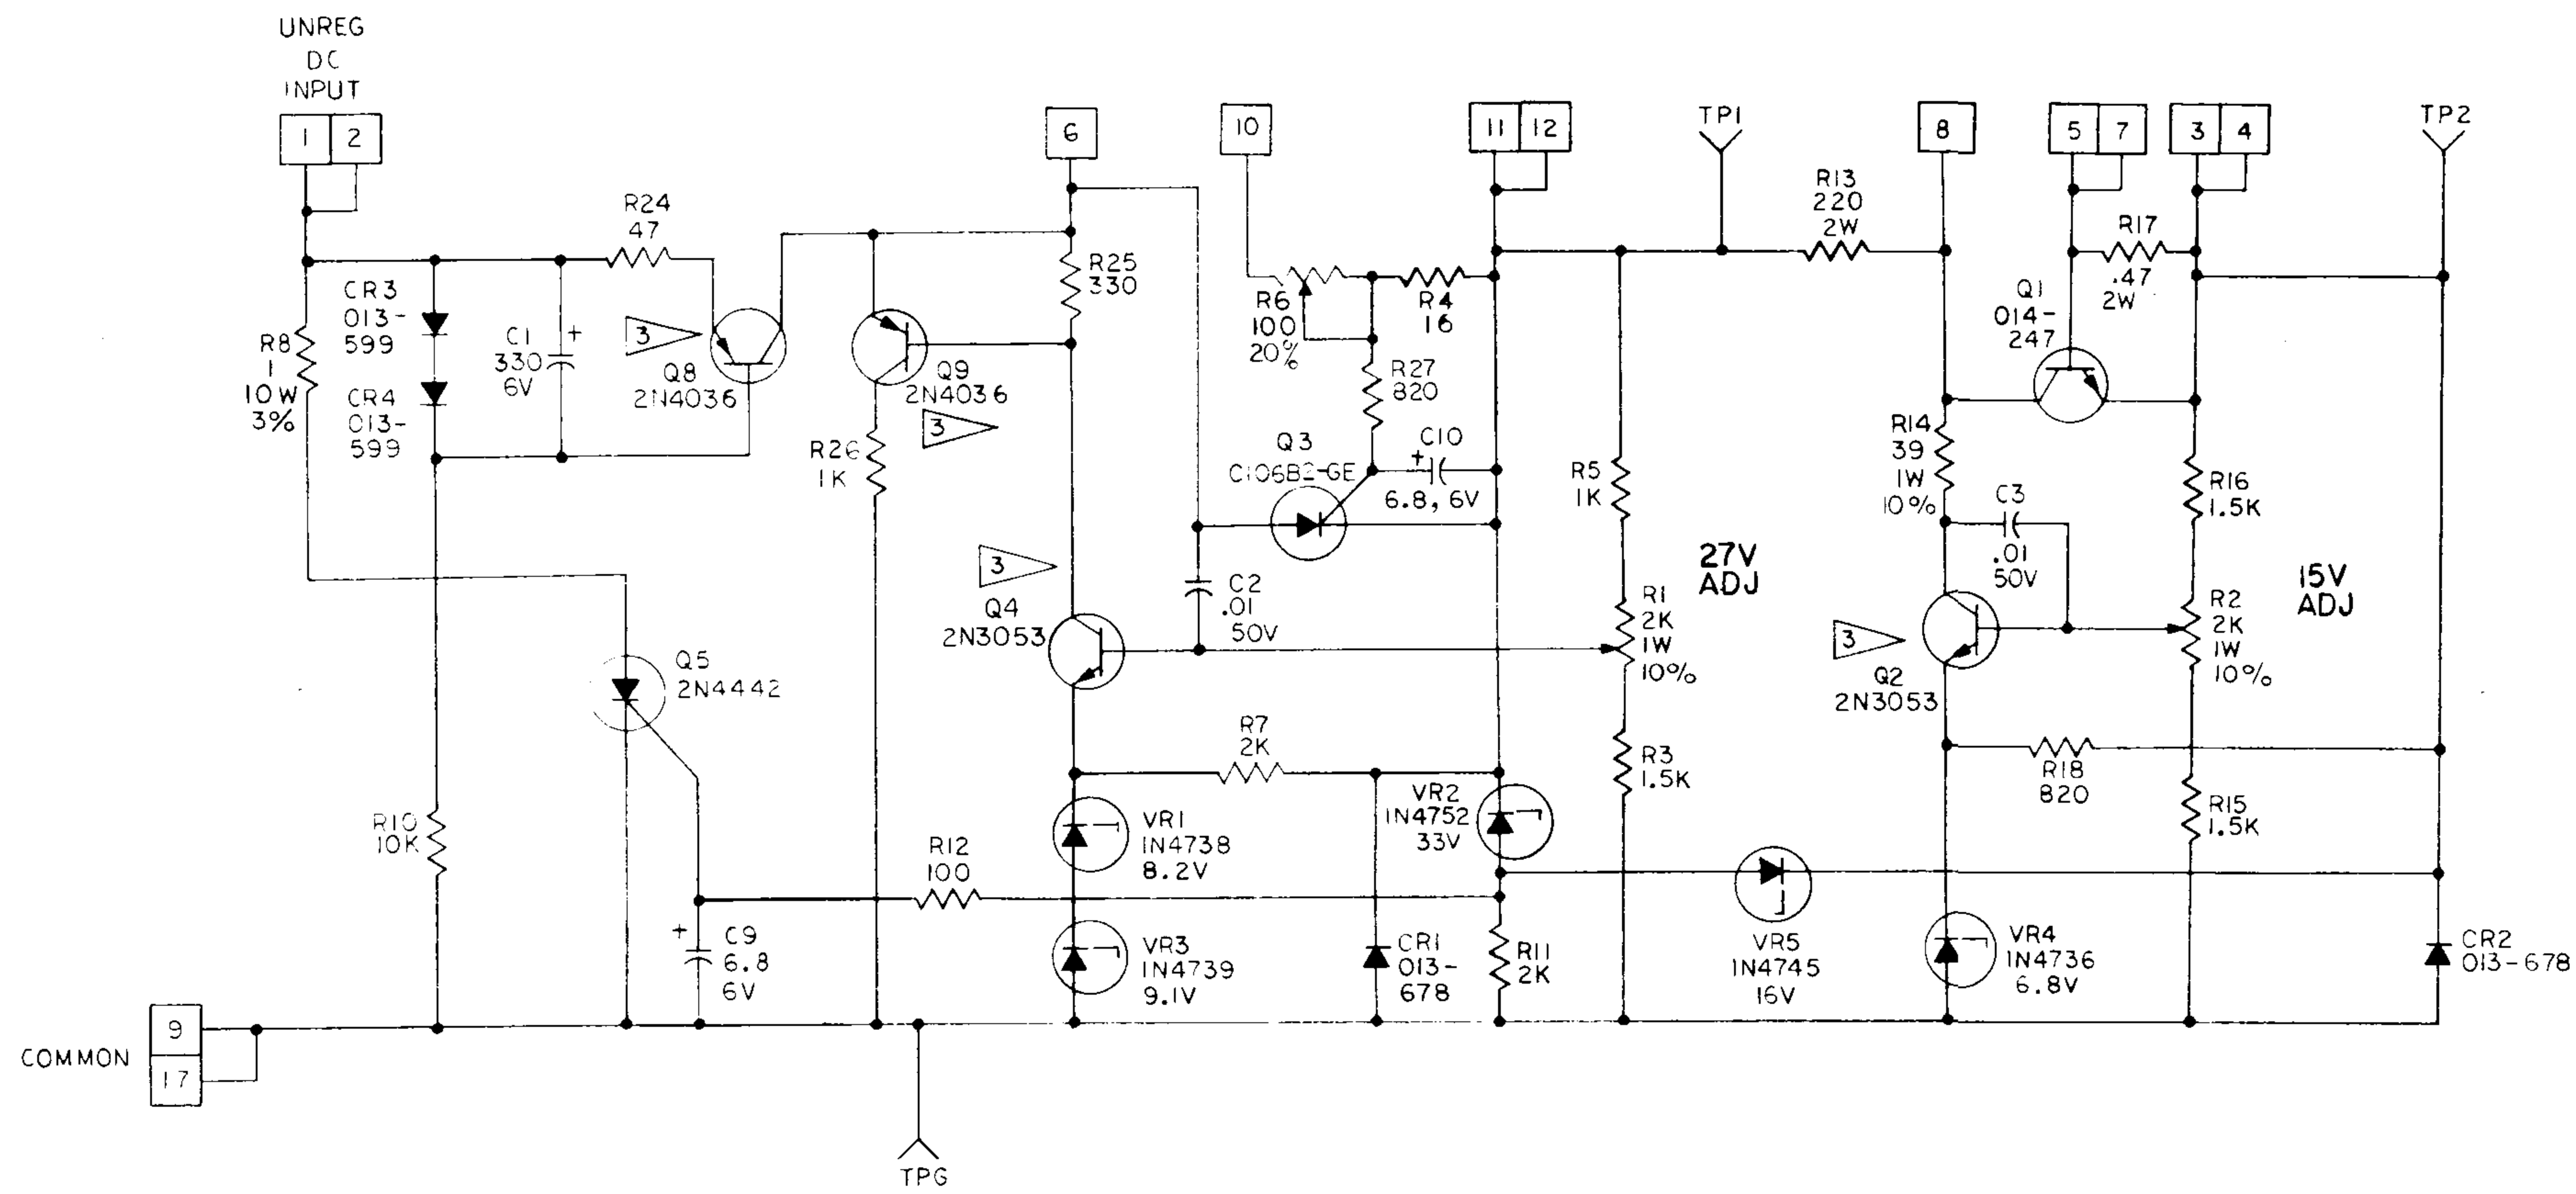 UNREG
DC
INPUT
1
2
6
10
11
12
TP1
8
5
7
3
4
TP2
R24
47
R13
220
2W
R17
.47
2W
R25
330
R6
100
20%
R4
16
Q1
014-
247
CR3
013-
599
C1
330
6V
+
3
Q8
2N4036
Q9
2N4036
3
R8
1
10W
3%
CR4
013-
599
R27
820
R26
1K
Q3
C106B2-GE
C10
+
6.8, 6V
R5
1K
R14
39
1W
10%
C3
.01
50V
R16
1.5K
27V
ADJ
15V
ADJ
3
Q4
2N3053
C2
.01
50V
R1
2K
1W
10%
3
Q2
2N3053
R2
2K
1W
10%
Q5
2N4442
R7
2K
R3
1.5K
R18
820
R15
1.5K
R10
10K
R12
100
VR1
1N4738
8.2V
VR2
1N4752
33V
+
C9
6.8
6V
VR3
1N4739
9.1V
CR1
013-
678
R11
2K
VR5
1N4745
16V
VR4
1N4736
6.8V
CR2
013-678
COMMON
9
17
TPG